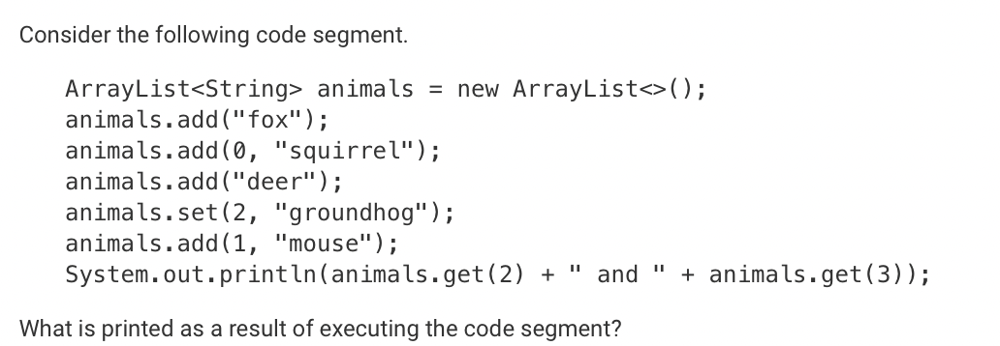 Consider the following code segment.
ArrayList<String> animals = new ArrayList<>();
animals.add("fox");
animals.add(0, "squirrel");
animals.add("deer");
animals.set(2, "groundhog");
animals.add(1, "mouse");
System.out.println(animals.get(2) + " and " + animals.get(3));
What is printed as a result of executing the code segment?